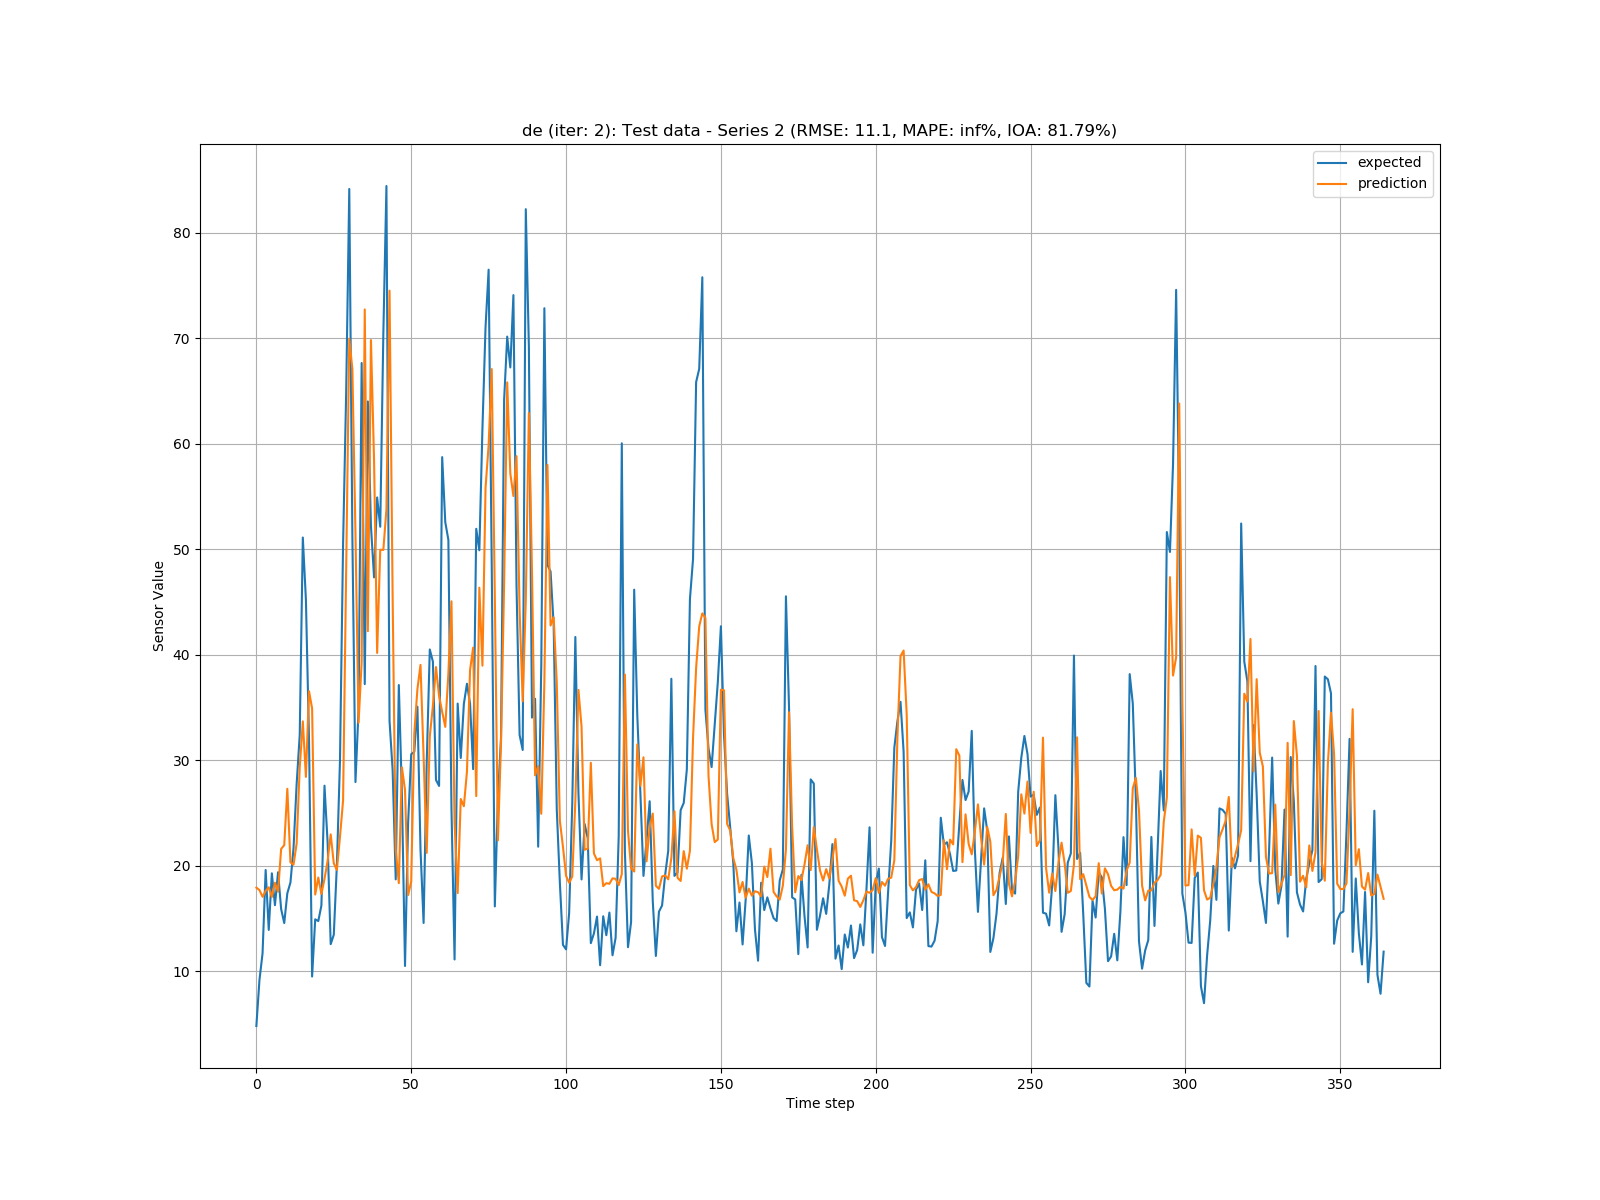 de (iter: 2): Test data - Series 2 (RMSE: 11.1, MAPE: inf%, IOA: 81.79%)
expected
prediction
80
70
60
50
40
30
20
10
Sensor Value
0 50 100 150 200 250 300 350
Time step